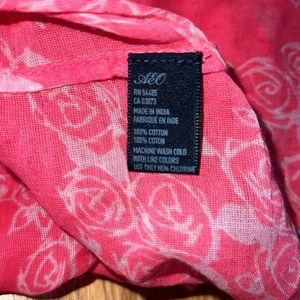 AEO
RN 54485
CA 03873
MADE IN INDIA
FABRIQUÉ EN INDE
100% COTTON
100% COTTON
MACHINE WASH COLD
WITH LIKE COLORS
USE ONLY NON-CHLORINE